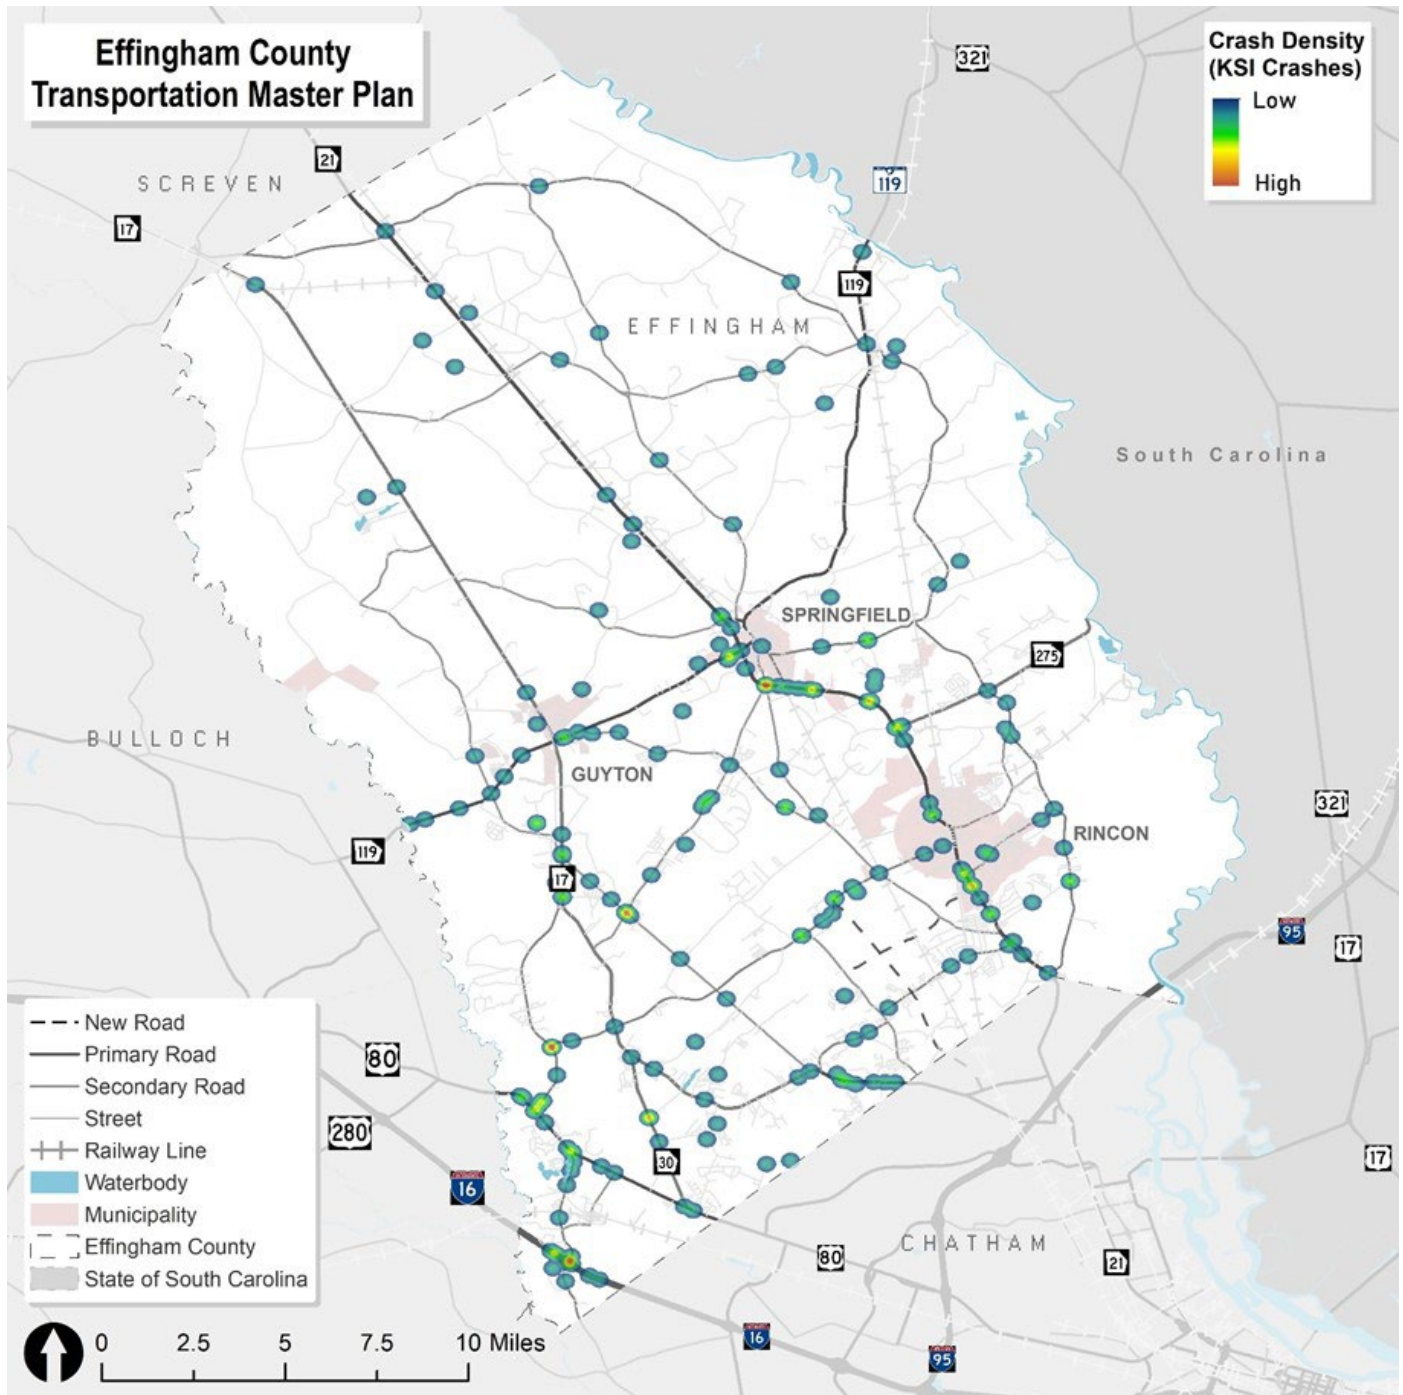 Effingham County
Transportation Master Plan
Crash Density
(KSI Crashes)
Low
High
321
21
SCREVEN
119
17
119
EFFINGHAM
South Carolina
SPRINGFIELD
275
BULLOCH
GUYTON
321
RINCON
119
17
95
17
New Road
Primary Road
Secondary Road
Street
Railway Line
Waterbody
Municipality
Effingham County
State of South Carolina
80
280
16
30
17
CHATHAM
80
21
16
95
0 2.5 5 7.5 10 Miles